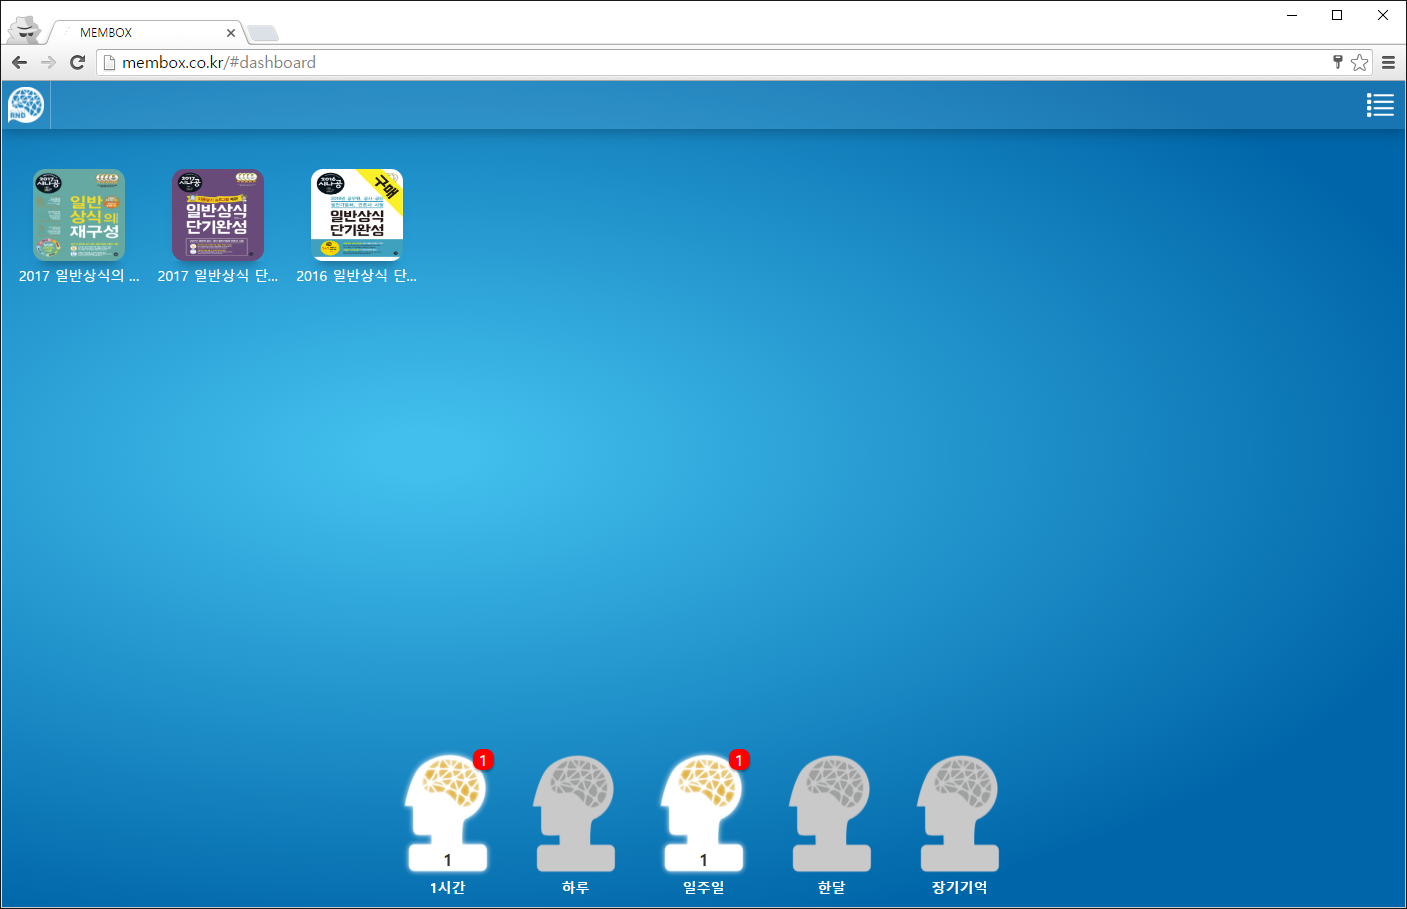 MEMBOX
membox.co.kr/#dashboard
RND
2017
시나공
일반
상식의
재구성
2017
시나공
일반상식
단기완성
2016
시나공
구매
일반상식
단기완성
2017 일반상식의 ...
2017 일반상식 단...
2016 일반상식 단...
1
1
1
1
1시간
하루
일주일
한달
장기기억